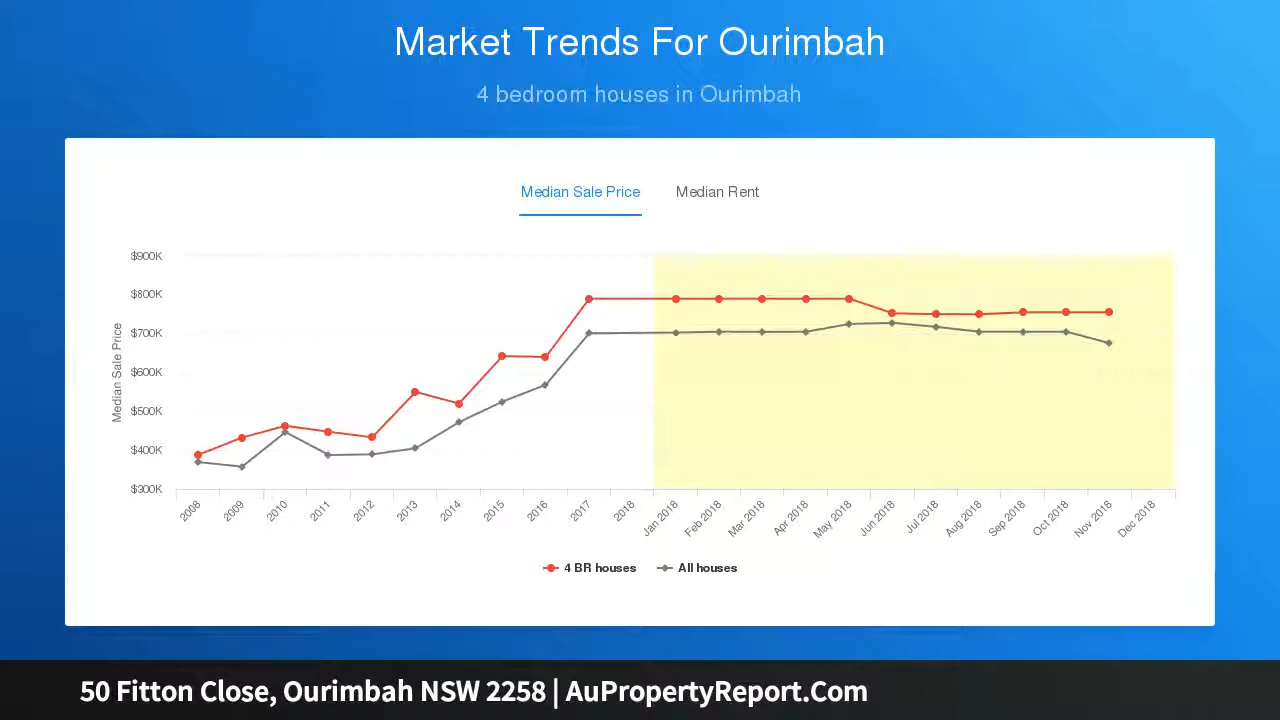 Market Trends For Ourimbah
4 bedroom houses in Ourimbah
Median Sale Price Median Rent
Median Sale Price
$900K
$800K
$700K
$600K
$500K
$400K
$300K
2008 2009 2010 2011 2012 2013 2014 2015 2016 2017 2018 Jan 2018 Feb 2018 Mar 2018 Apr 2018 May 2018 Jun 2018 Jul 2018 Aug 2018 Sep 2018 Oct 2018 Nov 2018 Dec 2018
4 BR houses All houses
50 Fitton Close, Ourimbah NSW 2258 | AuPropertyReport.Com